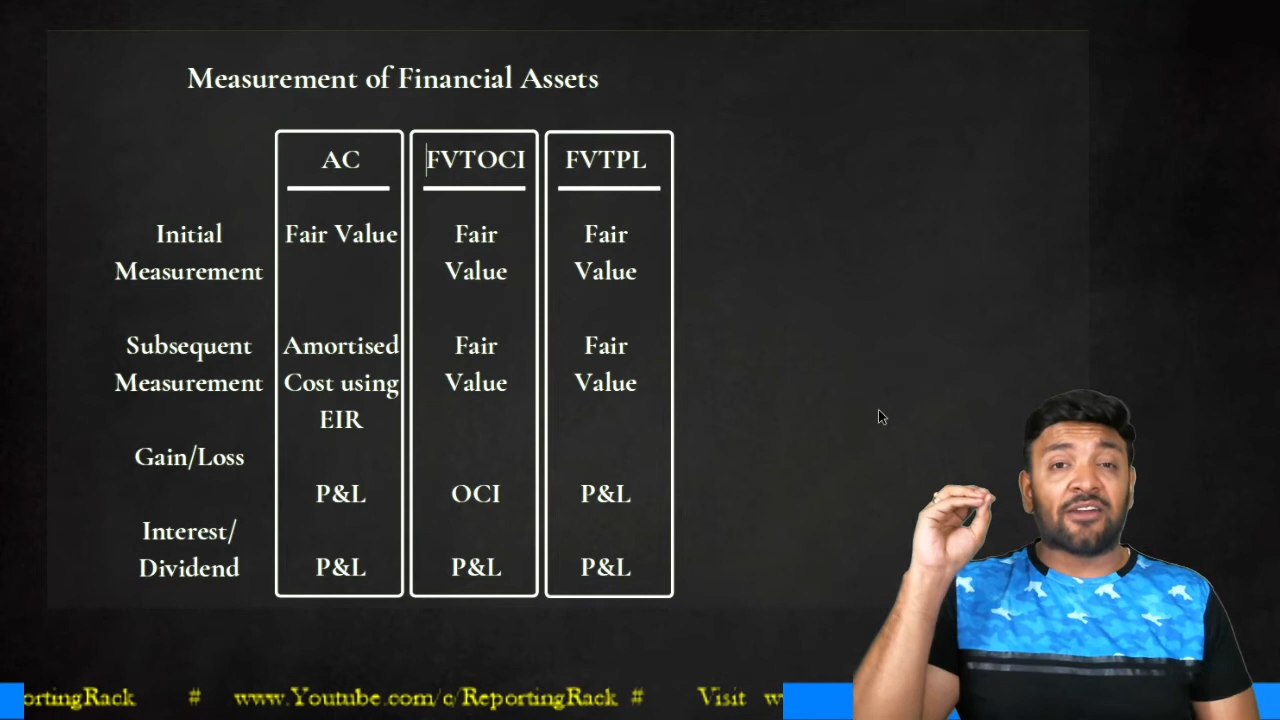 Measurement of Financial Assets
AC FVTOCI FVTPL
Initial Fair Value Fair Fair
Measurement Value Value
Subsequent Amortised Fair Fair
Measurement Cost using Value Value
EIR
Gain/Loss
P&L OCI P&L
Interest/
Dividend P&L P&L P&L
ortingRack # www.Youtube.com/c/ReportingRack # Visit w